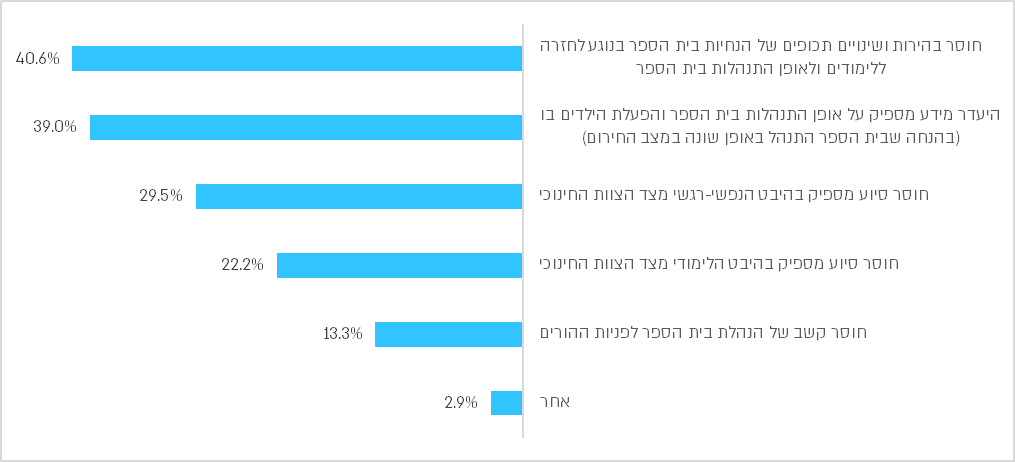 חוסר בהירות ושינויים תכופים של הנחיות בית הספר בנוגע לחזרה
ללימודים ולאופן התנהלות בית הספר
40.6%
היעדר מידע מספיק על אופן התנהלות בית הספר והפעלת הילדים בו
(בהנחה שבית הספר התנהל באופן שונה במצב החירום)
39.0%
חוסר סיוע מספיק בהיבט הנפשי-רגשי מצד הצוות החינוכי
29.5%
חוסר סיוע מספיק בהיבט הלימודי מצד הצוות החינוכי
22.2%
חוסר קשב של הנהלת בית הספר לפניות ההורים
13.3%
אחר
2.9%